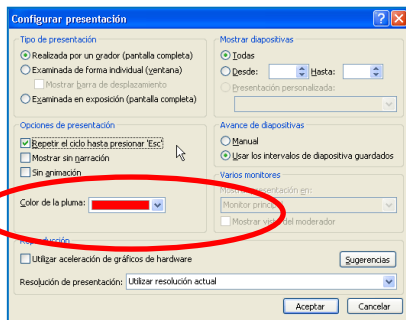 Configurar presentación
Tipo de presentación
Realizada por un orador (pantalla completa)
Examinada de forma individual (ventana)
Mostrar barra de desplazamiento
Examinada en exposición (pantalla completa)
Mostrar diapositivas
Todas
Desde: Hasta:
Presentación personalizada:
Opciones de presentación
Repetir el ciclo hasta presionar 'Esc'
Mostrar sin narración
Sin animación
Color de la pluma:
Avance de diapositivas
Manual
Usar los intervalos de diapositiva guardados
Varios monitores
Mostrar presentación en:
Monitor
Mostrar vista del moderador
Reproducción
Utilizar aceleración de gráficos de hardware
Sugerencias
Resolución de presentación: Utilizar resolución actual
Aceptar
Cancelar